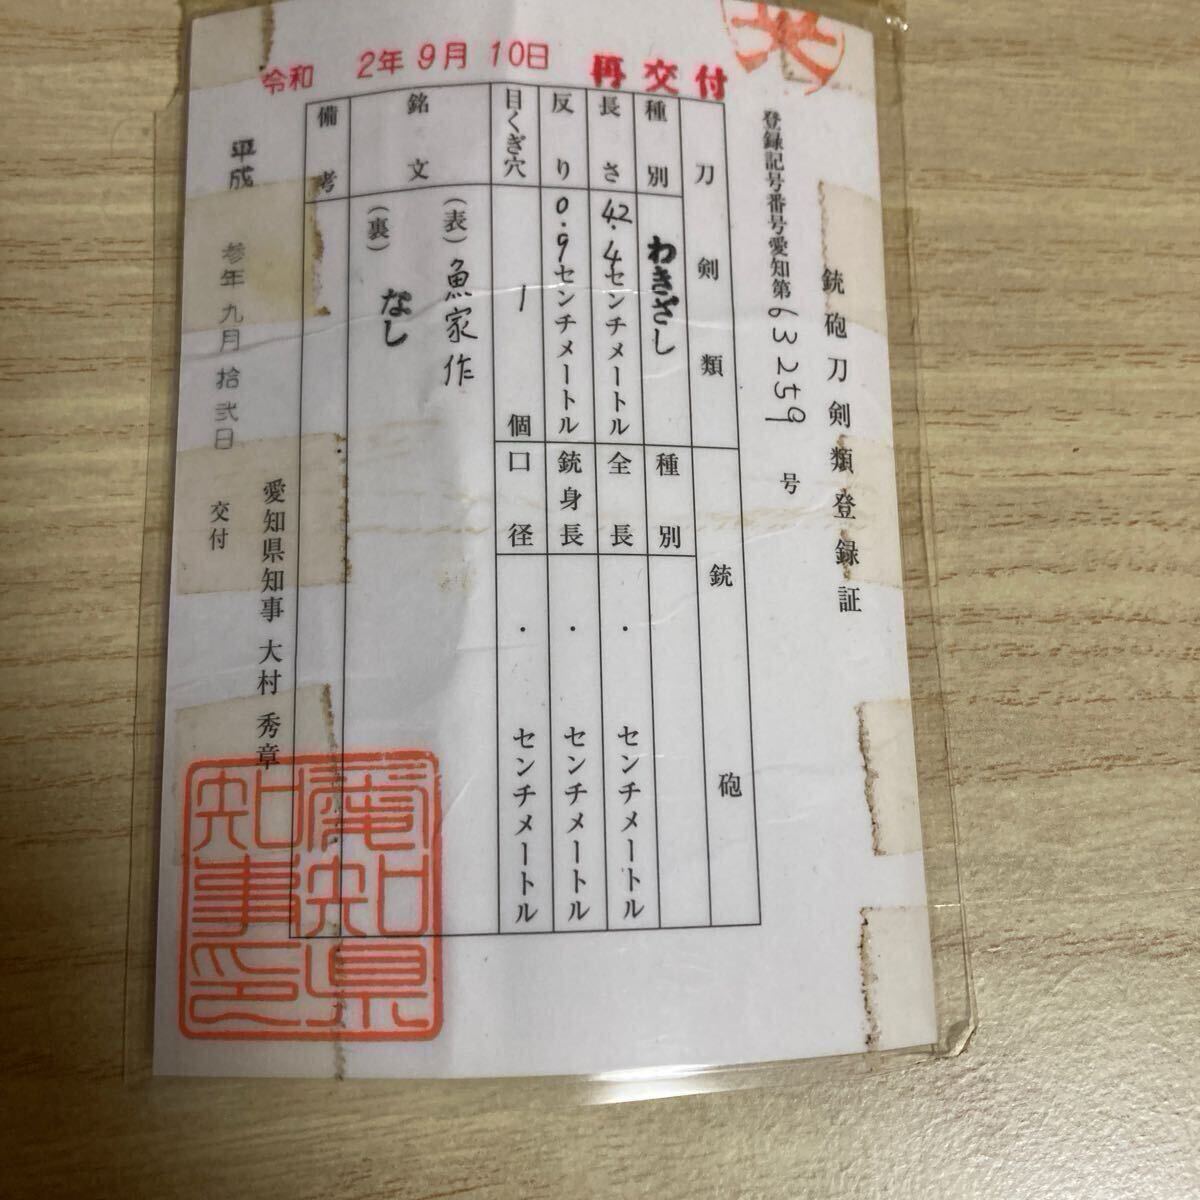 銃砲刀剣類登録証
登録記号番号愛知第63259号
令和 2年9月10日 再交付
刀剣類
銃砲
種別 わきざし
種別
長さ 42.4センチメートル
全長 . センチメートル
反り 0.9センチメートル
銃身長 . センチメートル
目くぎ穴 1 個
口径 . センチメートル
銘文
(表) 魚家作
(裏) なし
備考
平成 参年九月拾弐日 交付
愛知県知事 大村 秀章
愛知県
知事印